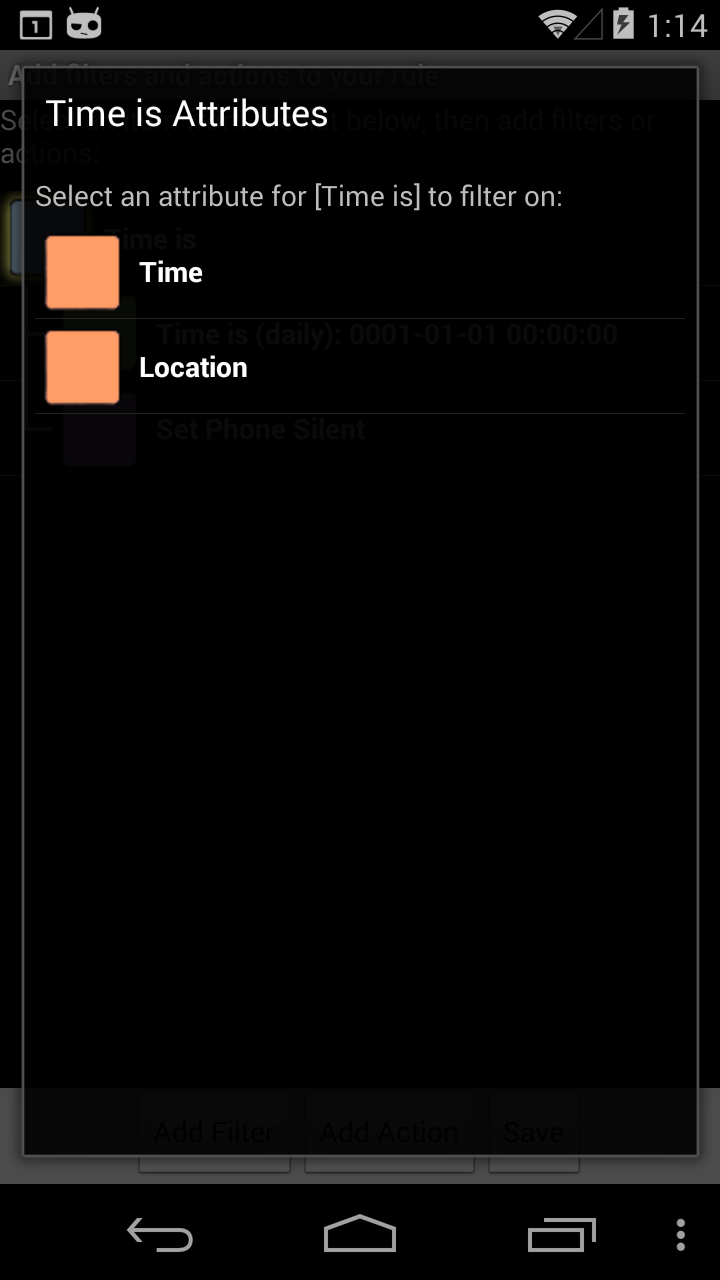 1
1:14
Add filters and actions to your rule
Time is Attributes
below, then add filters or
actions:
Select an attribute for [Time is] to filter on:
Time is
Time
Time is (daily): 0001-01-01 00:00:00
Location
Set Phone Silent
Add Filter
Add Action
Save